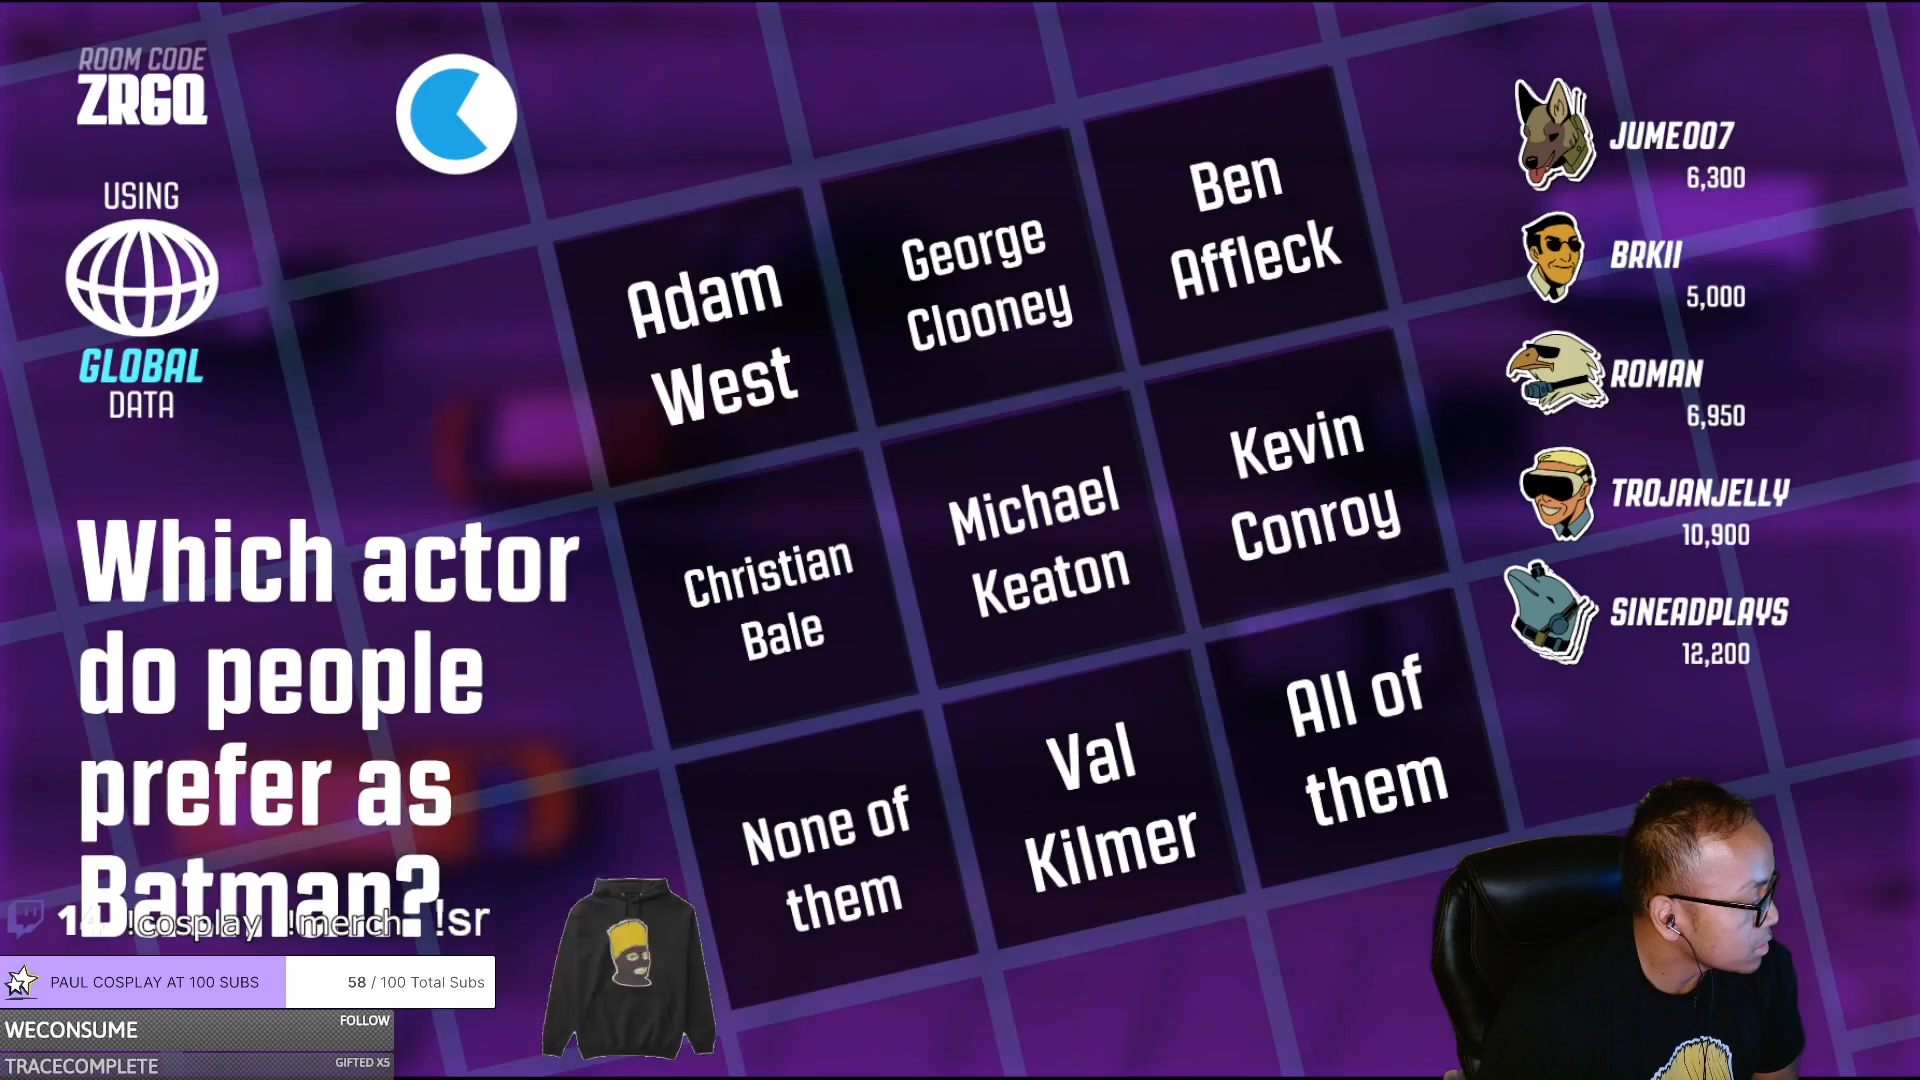 ROOM CODE
ZRGQ
USING
GLOBAL
DATA
Which actor
do people
prefer as
Batman?
Adam
West
George
Clooney
Ben
Affleck
Christian
Bale
Michael
Keaton
Kevin
Conroy
None of
them
Val
Kilmer
All of
them
JUME007
6,300
BRKII
5,000
ROMAN
6,950
TROJANJELLY
10,900
SINEADPLAYS
12,200
!cosplay !merch !sr
PAUL COSPLAY AT 100 SUBS
58 / 100 Total Subs
WECONSUME FOLLOW
TRACECOMPLETE GIFTED X5